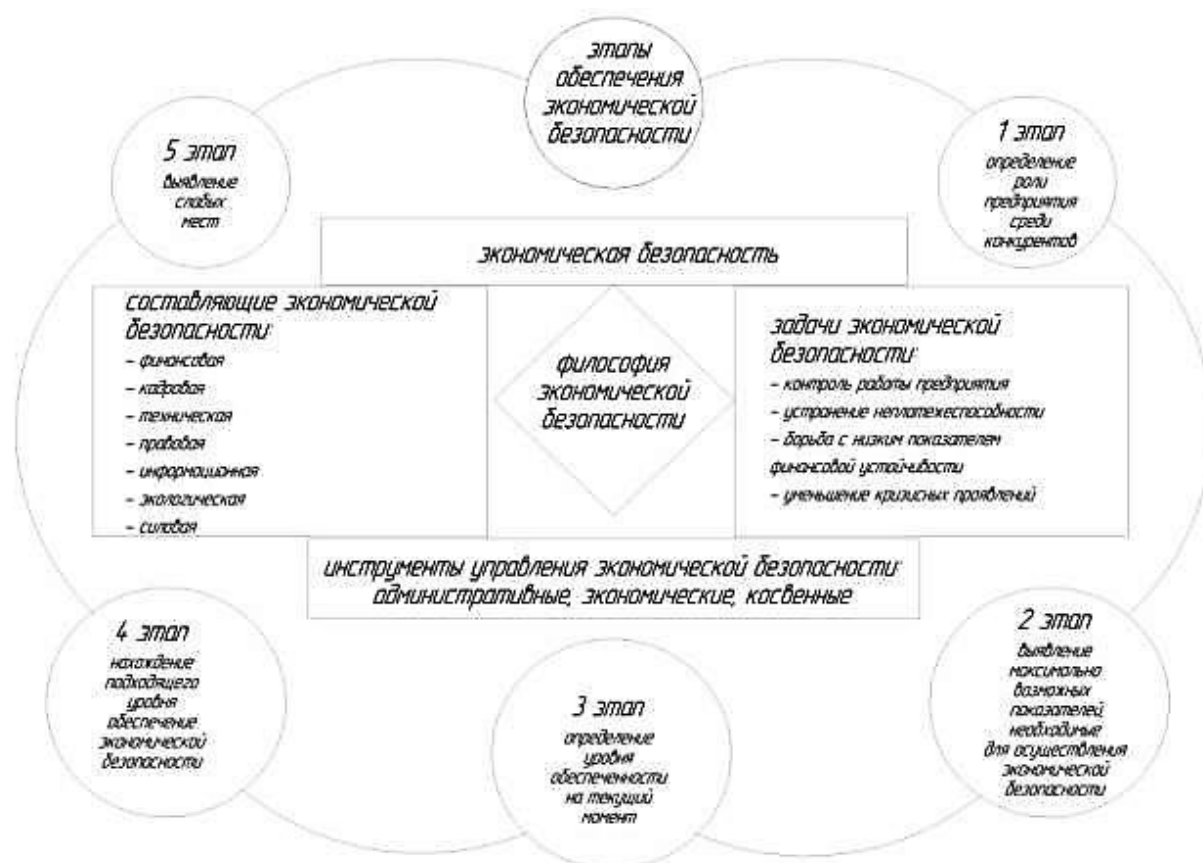 этапы
обеспечения
экономической
безопасности
5 этап
выявление
слабых
мест
1 этап
определение
роли
предприятия
среди
конкурентов
экономическая безопасность
составляющие экономической
безопасности:
- финансовая
- кадровая
- техническая
- правовая
- информационная
- экологическая
- силовая
философия
экономической
безопасности
задачи экономической
безопасности:
- контроль работы предприятия
- устранение неплатежеспособности
- борьба с низким показателем
финансовой устойчивости
- уменьшение кризисных проявлений
инструменты управления экономической безопасности:
административные, экономические, косвенные
4 этап
нахождение
подходящего
уровня
обеспечение
экономической
безопасности
3 этап
определение
уровня
обеспеченности
на текущий
момент
2 этап
выявление
максимально
возможных
показателей,
необходимые
для осуществления
экономической
безопасности